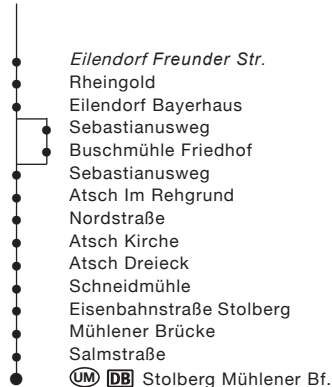 Eilendorf Freunder Str.
Rheingold
Eilendorf Bayerhaus
Sebastianusweg
Buschmühle Friedhof
Sebastianusweg
Atsch Im Rehgrund
Nordstraße
Atsch Kirche
Atsch Dreieck
Schneidmühle
Eisenbahnstraße Stolberg
Mühlener Brücke
Salmstraße
UM DB Stolberg Mühlener Bf.